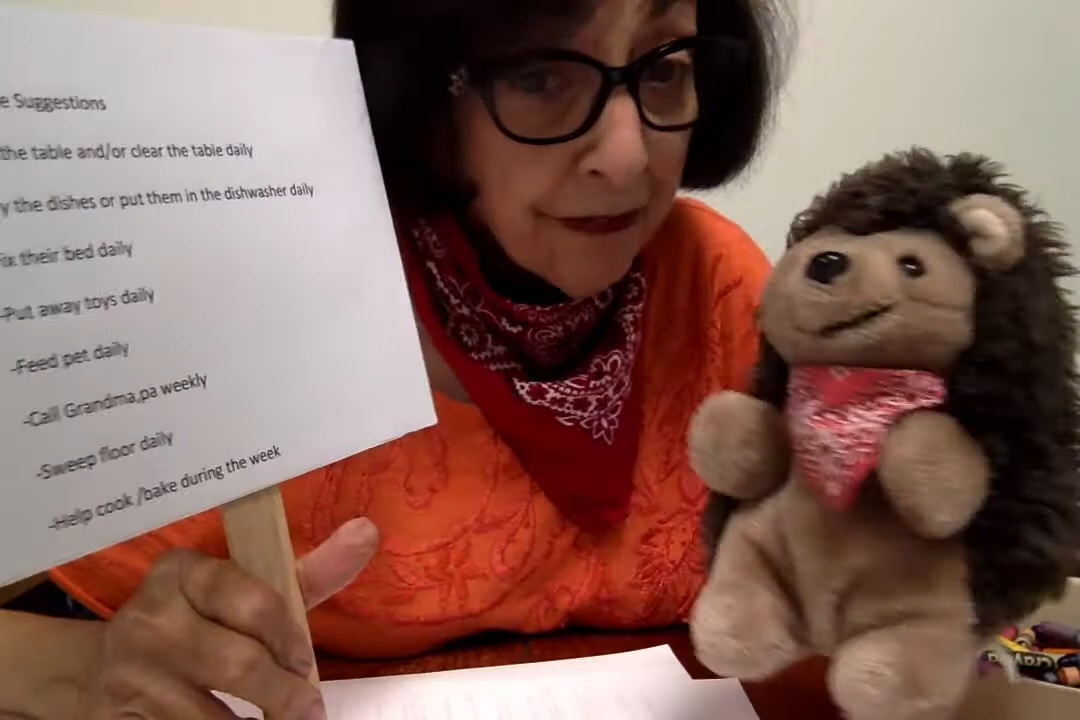 e Suggestions
the table and/or clear the table daily
y the dishes or put them in the dishwasher daily
ix their bed daily
-Put away toys daily
-Feed pet daily
-Call Grandma,pa weekly
-Sweep floor daily
-Help cook /bake during the week